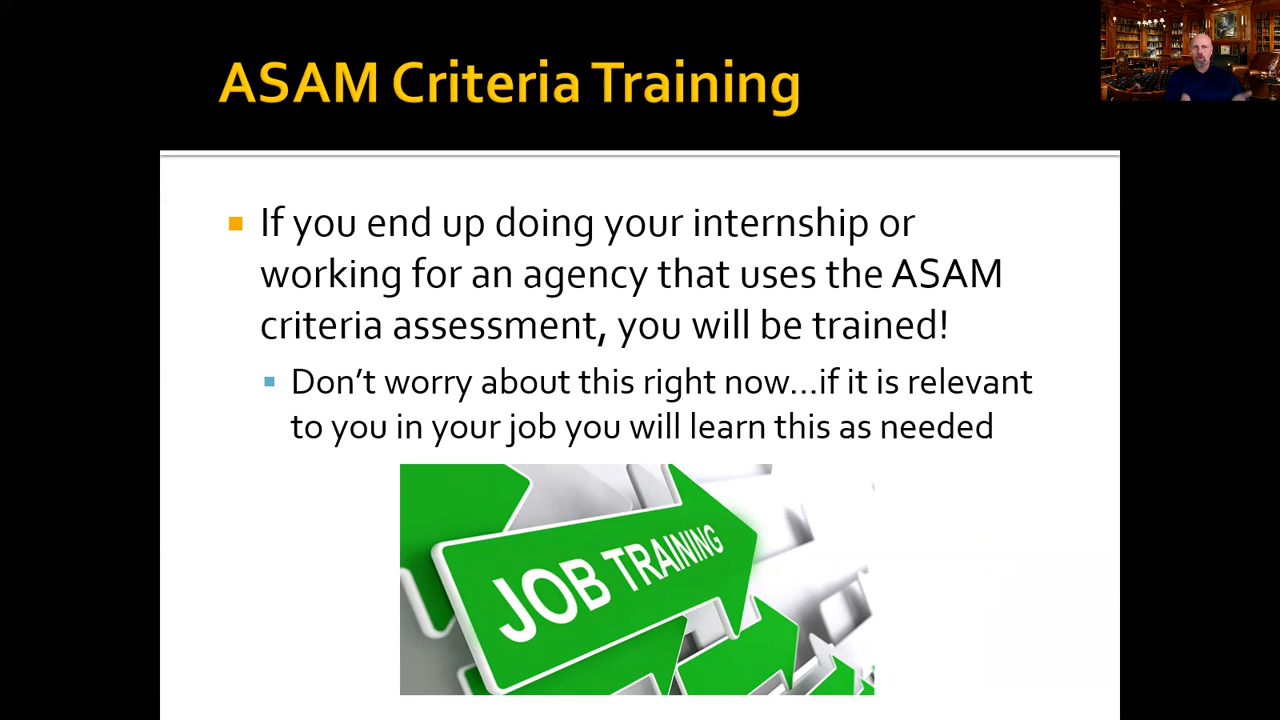 ASAM Criteria Training
If you end up doing your internship or
working for an agency that uses the ASAM
criteria assessment, you will be trained!
Don't worry about this right now...if it is relevant
to you in your job you will learn this as needed
JOB TRAINING